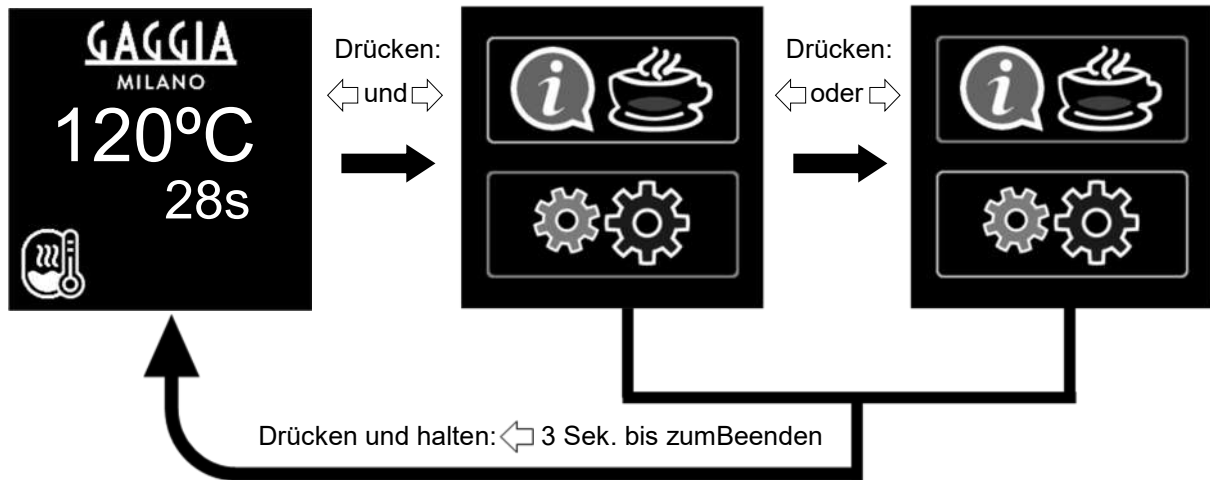 GAGGIA
MILANO
120ºC
28s
Drücken:
und
Drücken:
oder
Drücken und halten: 3 Sek. bis zumBeenden